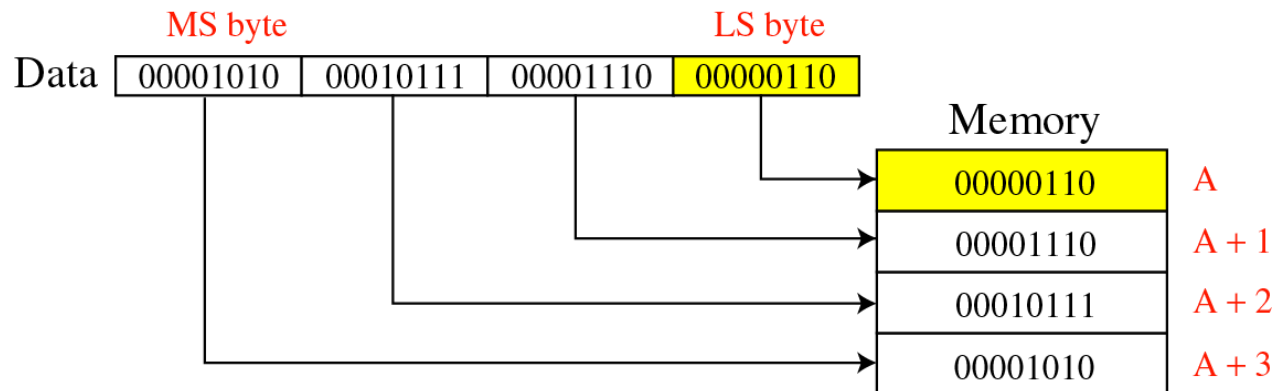 MS byte LS byte
Data 00001010 00010111 00001110 00000110
Memory
00000110 A
00001110 A + 1
00010111 A + 2
00001010 A + 3